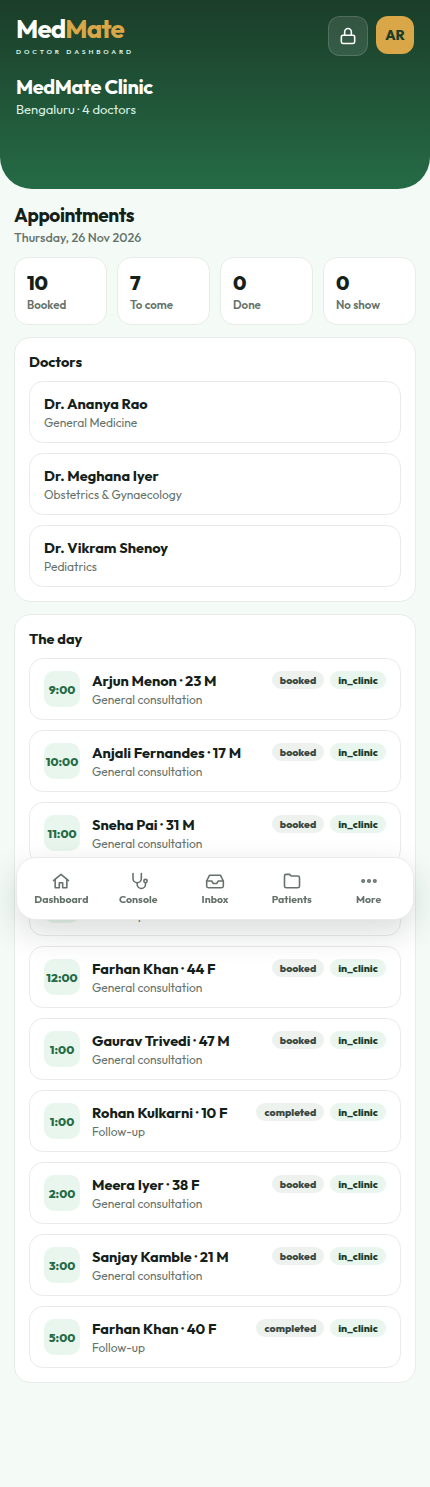 MedMate
DOCTOR DASHBOARD
AR
MedMate Clinic
Bengaluru · 4 doctors
Appointments
Thursday, 26 Nov 2026
10
Booked
7
To come
0
Done
0
No show
Doctors
Dr. Ananya Rao
General Medicine
Dr. Meghana Iyer
Obstetrics & Gynaecology
Dr. Vikram Shenoy
Pediatrics
The day
9:00
Arjun Menon · 23 M
booked
in_clinic
General consultation
10:00
Anjali Fernandes · 17 M
booked
in_clinic
General consultation
11:00
Sneha Pai · 31 M
booked
in_clinic
General consultation
Dashboard
Console
Inbox
Patients
More
12:00
Farhan Khan · 44 F
booked
in_clinic
General consultation
1:00
Gaurav Trivedi · 47 M
booked
in_clinic
General consultation
1:00
Rohan Kulkarni · 10 F
completed
in_clinic
Follow-up
2:00
Meera Iyer · 38 F
booked
in_clinic
General consultation
3:00
Sanjay Kamble · 21 M
booked
in_clinic
General consultation
5:00
Farhan Khan · 40 F
completed
in_clinic
Follow-up